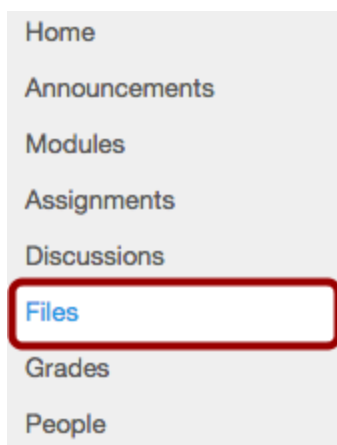 Home
Announcements
Modules
Assignments
Discussions
Files
Grades
People